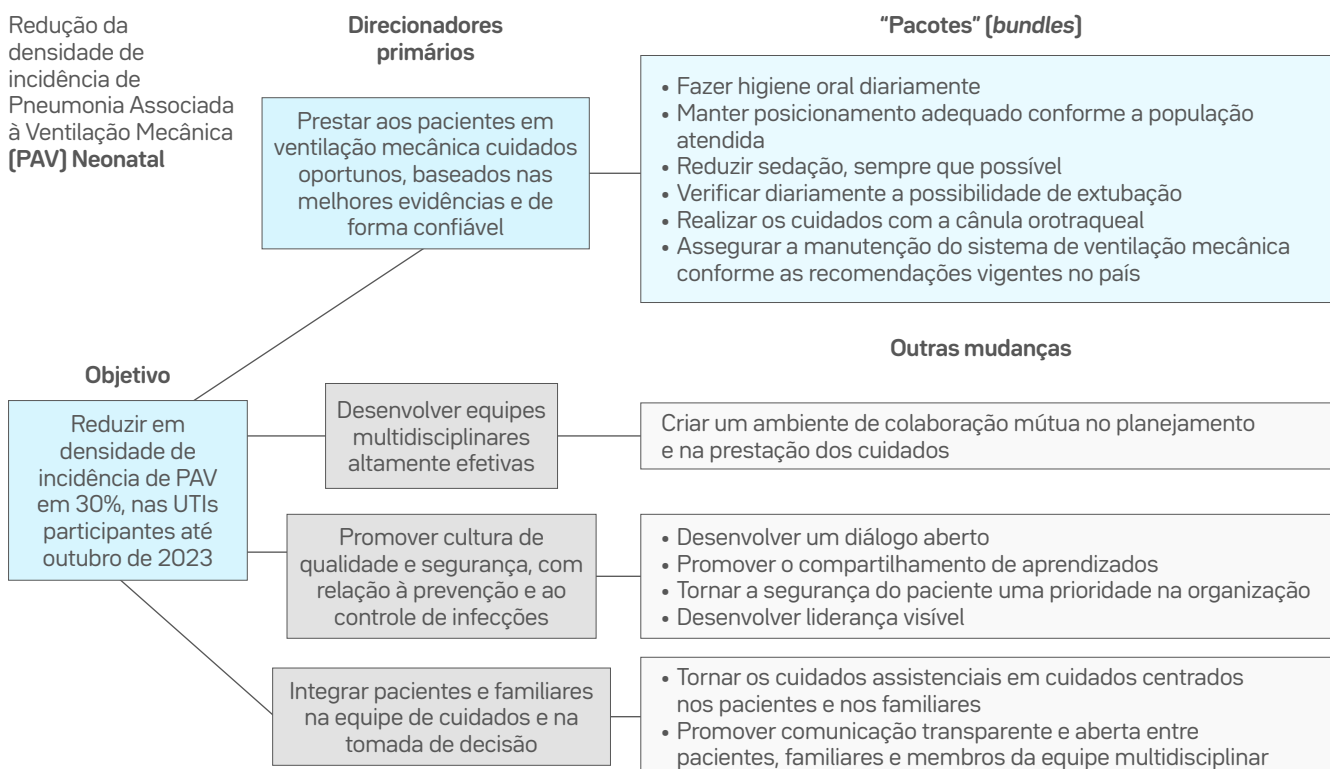 Redução da
densidade de
incidência de
Pneumonia Associada
à Ventilação Mecânica
(PAV) Neonatal
Direcionadores
primários
“Pacotes” (bundles)
Prestar aos pacientes em
ventilação mecânica cuidados
oportunos, baseados nas
melhores evidências e de
forma confiável
• Fazer higiene oral diariamente
• Manter posicionamento adequado conforme a população
atendida
• Reduzir sedação, sempre que possível
• Verificar diariamente a possibilidade de extubação
• Realizar os cuidados com a cânula orotraqueal
• Assegurar a manutenção do sistema de ventilação mecânica
conforme as recomendações vigentes no país
Outras mudanças
Objetivo
Reduzir em
densidade de
incidência de PAV
em 30%, nas UTIs
participantes até
outubro de 2023
Desenvolver equipes
multidisciplinares
altamente efetivas
Criar um ambiente de colaboração mútua no planejamento
e na prestação dos cuidados
Promover cultura de
qualidade e segurança, com
relação à prevenção e ao
controle de infecções
• Desenvolver um diálogo aberto
• Promover o compartilhamento de aprendizados
• Tornar a segurança do paciente uma prioridade na organização
• Desenvolver liderança visível
Integrar pacientes e familiares
na equipe de cuidados e na
tomada de decisão
• Tornar os cuidados assistenciais em cuidados centrados
nos pacientes e nos familiares
• Promover comunicação transparente e aberta entre
pacientes, familiares e membros da equipe multidisciplinar